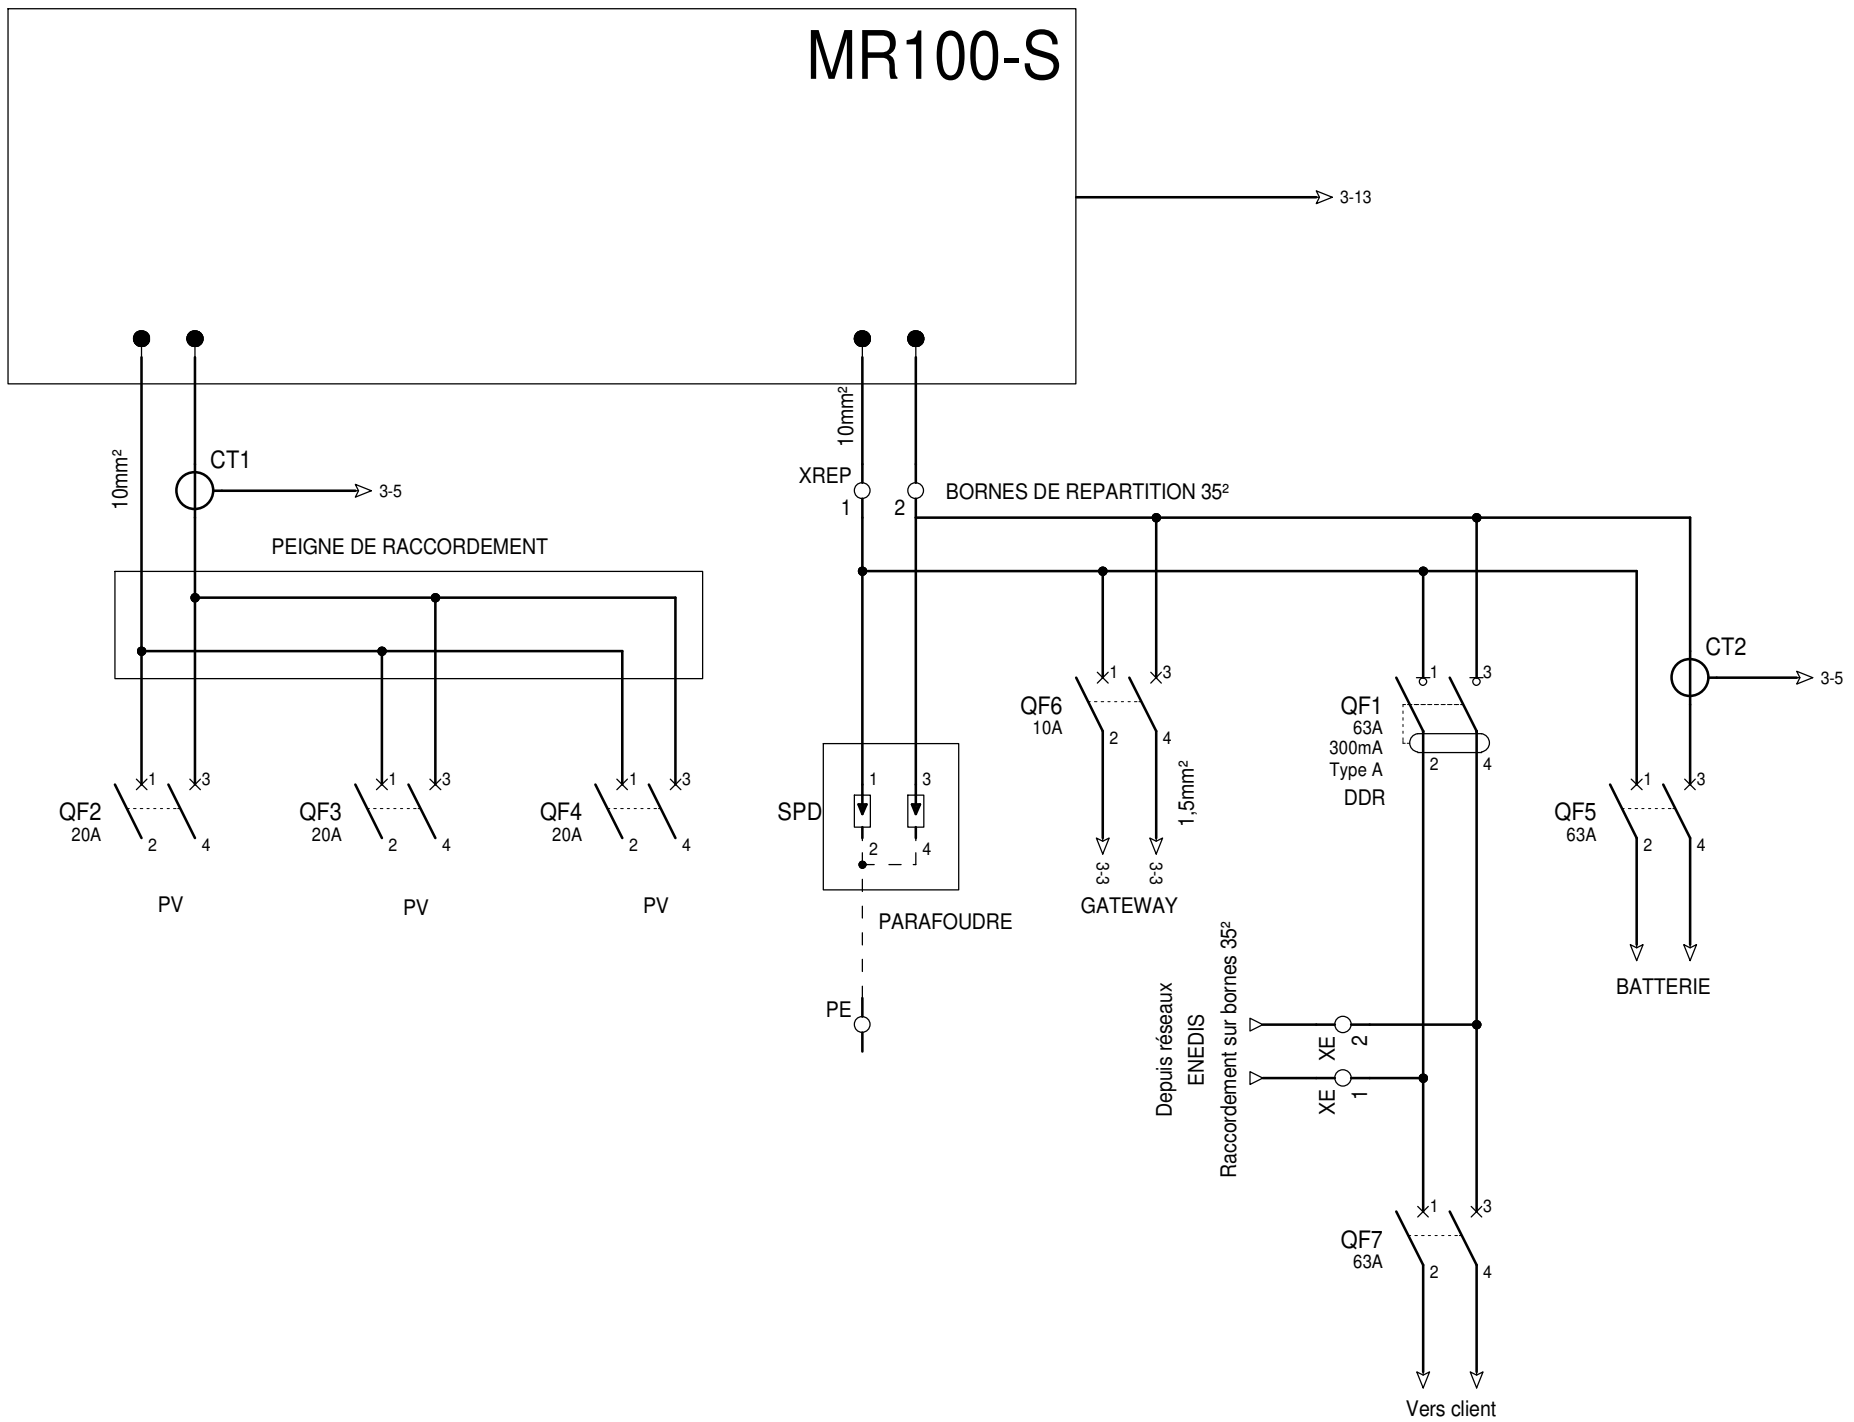 MR100-S
3-13
10mm²
CT1
3-5
PEIGNE DE RACCORDEMENT
1
3
QF2
20A
2
4
PV
1
3
QF3
20A
2
4
PV
1
3
QF4
20A
2
4
PV
10mm²
XREP
1
2
BORNES DE REPARTITION 35²
1
3
SPD
2
4
PARAFOUDRE
PE
1
3
QF6
10A
2
4
1,5mm²
3-3
3-3
GATEWAY
1
3
QF1
63A
300mA
Type A
DDR
2
4
CT2
3-5
1
3
QF5
63A
2
4
BATTERIE
Depuis réseaux
ENEDIS
Raccordement sur bornes 35²
XE
2
XE
1
1
3
QF7
63A
2
4
Vers client